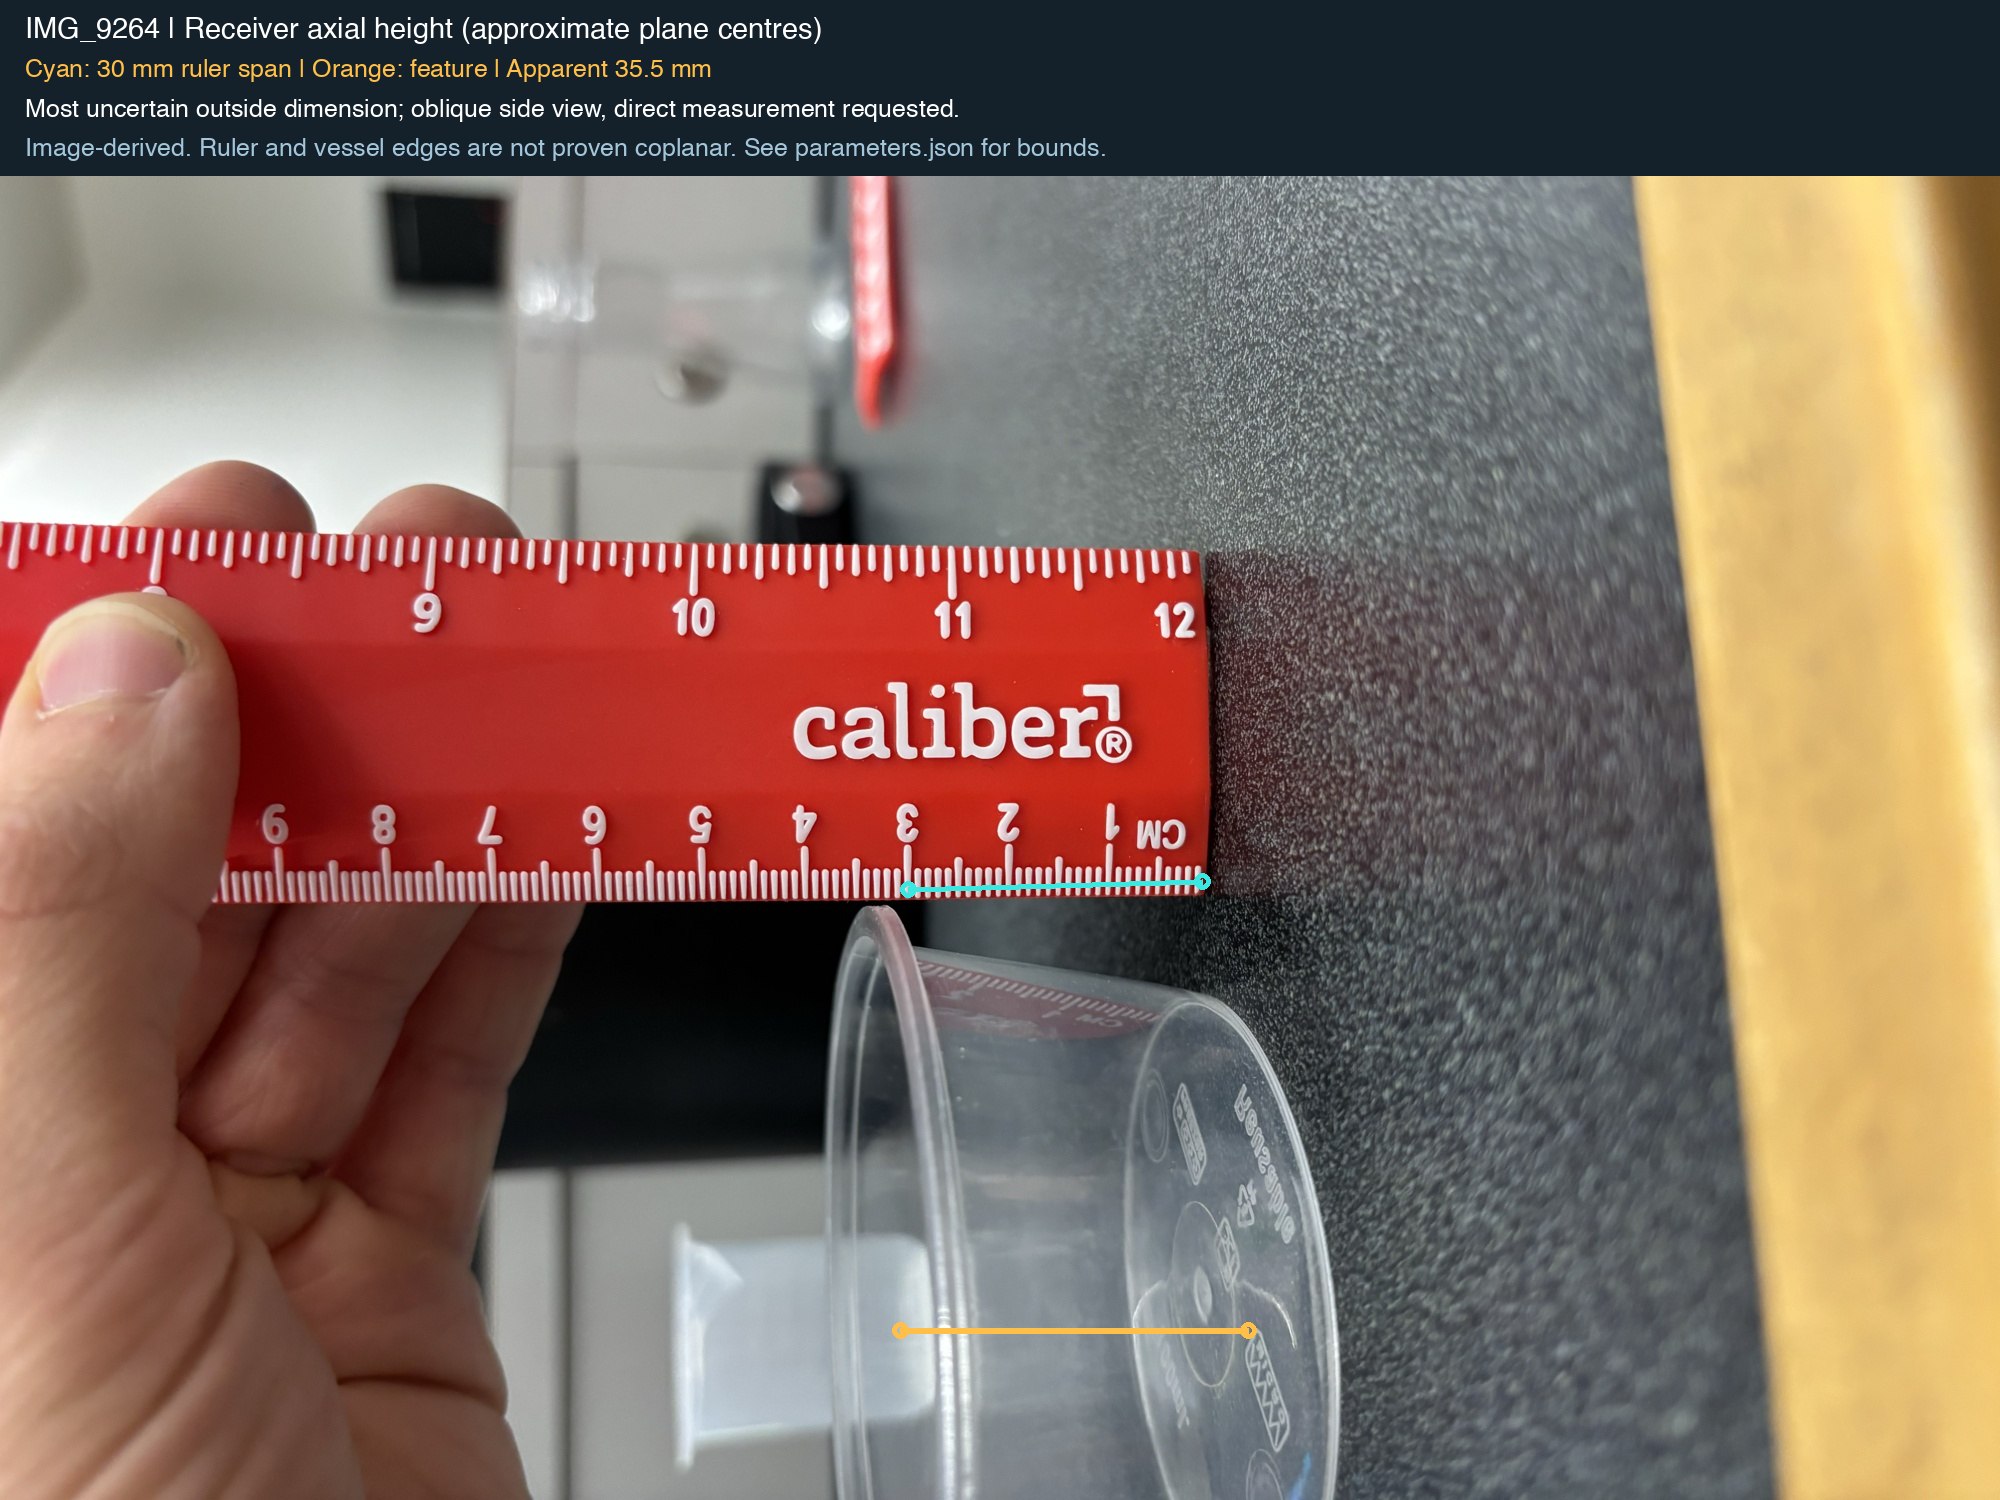 IMG_9264 | Receiver axial height (approximate plane centres)
Cyan: 30 mm ruler span | Orange: feature | Apparent 35.5 mm
Most uncertain outside dimension; oblique side view, direct measurement requested.
Image-derived. Ruler and vessel edges are not proven coplanar. See parameters.json for bounds.
9 10 11 12
caliber®
9 8 7 6 5 4 3 2 1 CM
Reusable